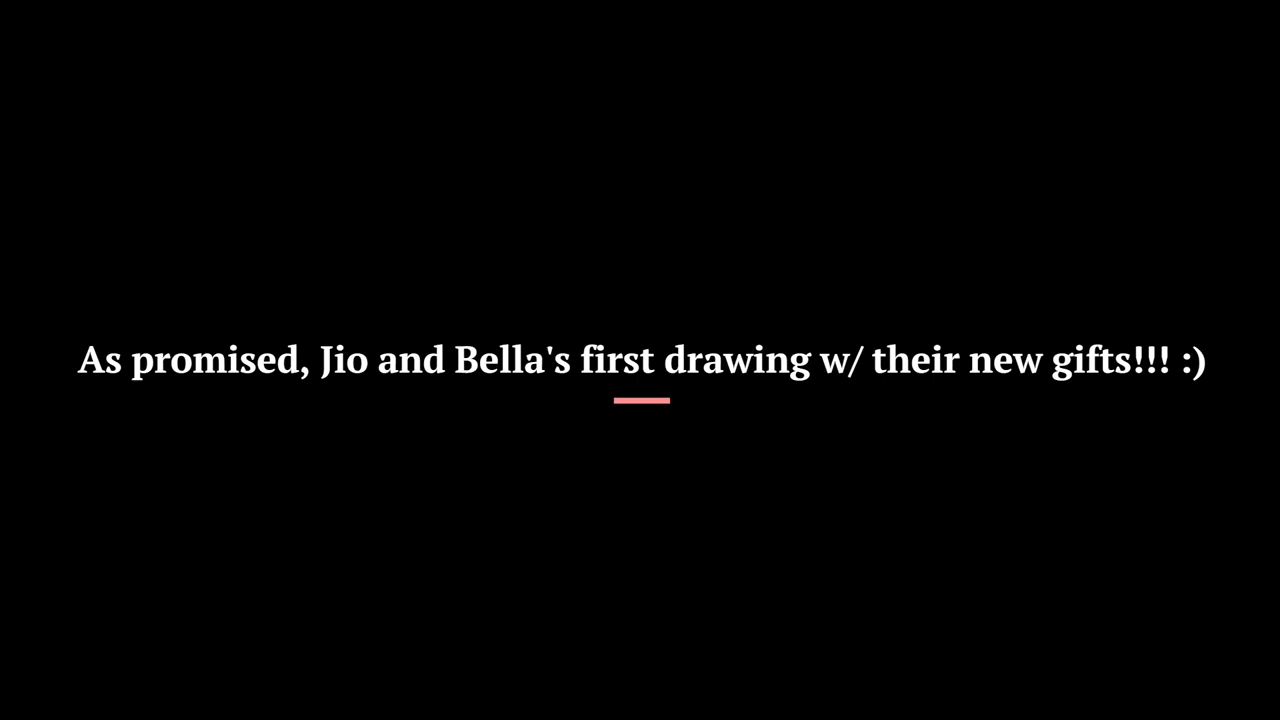 As promised, Jio and Bella's first drawing w/ their new gifts!!! :)